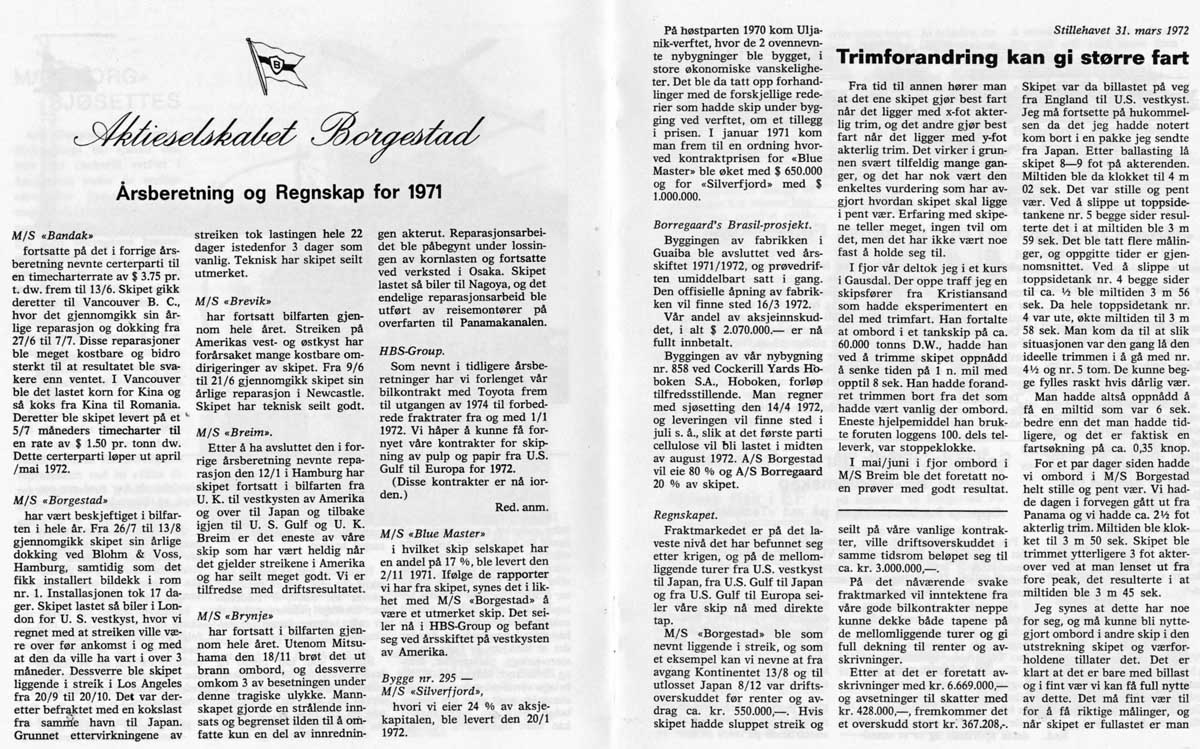 B
Aktieselskabet Borgestad
Årsberetning og Regnskap for 1971
M/S «Bandak»
fortsatte på det i forrige års-
beretning nevnte certerparti til
en timecharterrate av $ 3.75 pr.
t. dw. frem til 13/6. Skipet gikk
deretter til Vancouver B. C.,
hvor det gjennomgikk sin år-
lige reparasjon og dokking fra
27/6 til 7/7. Disse reparasjoner
ble meget kostbare og bidro
sterkt til at resultatet ble sva-
kere enn ventet. I Vancouver
ble det lastet korn for Kina og
så koks fra Kina til Romania.
Deretter ble skipet levert på et
5/7 måneders timecharter til
en rate av $ 1.50 pr. tonn dw.
Dette certerparti løper ut april
/mai 1972.
M/S «Borgestad»
har vært beskjeftiget i bilfar-
ten i hele år. Fra 26/7 til 13/8
gjennomgikk skipet sin årlige
dokking ved Blohm & Voss,
Hamburg, samtidig som det
fikk installert bildekk i rom
nr. 1. Installasjonen tok 17 da-
ger. Skipet lastet så biler i Lon-
don for U. S. vestkyst, hvor vi
regnet med at streiken ville væ-
re over før ankomst i og med
at den da ville ha vart i over 3
måneder. Dessverre ble skipet
liggende i streik i Los Angeles
fra 20/9 til 20/10. Det var der-
etter befraktet med en kokslast
fra samme havn til Japan.
Grunnet ettervirkningene av
streiken tok lastingen hele 22
dager istedenfor 3 dager som
vanlig. Teknisk har skipet seilt
utmerket.
M/S «Brevik»
har fortsatt bilfarten gjen-
nom hele året. Streiken på
Amerikas vest- og østkyst har
forårsaket mange kostbare om-
dirigeringer av skipet. Fra 9/6
til 21/6 gjennomgikk skipet sin
årlige reparasjon i Newcastle.
Skipet har teknisk seilt godt.
M/S «Breim».
Etter å ha avsluttet den i for-
rige årsberetning nevnte repa-
rasjon den 12/1 i Hamburg har
skipet fortsatt i bilfarten fra
U. K. til vestkysten av Amerika
og over til Japan og tilbake
igjen til U. S. Gulf og U. K.
Breim er det eneste av våre
skip som har vært heldig når
det gjelder streikene i Amerika
og har seilt meget godt. Vi er
tilfredse med driftsresultatet.
M/S «Brynje»
har fortsatt i bilfarten gjen-
nom hele året. Utenom Mitsu-
hama den 18/11 brøt det ut
brann ombord, og dessverre
omkom 3 av besetningen under
denne tragiske ulykke. Mann-
skapet gjorde en strålende inn-
sats og begrenset ilden til å om-
fatte kun en del av innrednin-
gen akterut. Reparasjonsarbei-
det ble påbegynt under lossin-
gen av kornlasten og fortsatte
ved verksted i Osaka. Skipet
lastet så biler til Nagoya, og det
endelige reparasjonsarbeid ble
utført av reisemontører på
overfarten til Panamakanalen.
HBS-Group.
Som nevnt i tidligere årsbe-
retninger har vi forlenget vår
bilkontrakt med Toyota frem
til utgangen av 1974 til forbed-
rede fraktrater fra og med 1/1
1972. Vi håper å kunne få for-
nyet våre kontrakter for skip-
ning av pulp og papir fra U.S.
Gulf til Europa for 1972.
(Disse kontrakter er nå ior-
den.)
Red. anm.
M/S «Blue Master»
i hvilket skip selskapet har
en andel på 17 %, ble levert den
2/11 1971. Ifølge de rapporter
vi har fra skipet, synes det i lik-
het med M/S «Borgestad» å
være et utmerket skip. Det sei-
ler nå i HBS-Group og befant
seg ved årsskiftet på vestkysten
av Amerika.
Bygge nr. 295 —
M/S «Silverfjord»,
hvori vi eier 24 % av aksje-
kapitalen, ble levert den 20/1
1972.
På høstparten 1970 kom Ulja-
nik-verftet, hvor de 2 ovennevn-
te nybygninger ble bygget, i
store økonomiske vanskelighe-
ter. Det ble da tatt opp forhand-
linger med de forskjellige rede-
rier som hadde skip under byg-
ging ved verftet, om et tillegg
i prisen. I januar 1971 kom
man frem til en ordning hvor-
ved kontraktprisen for «Blue
Master» ble øket med $ 650.000
og for «Silverfjord» med $
1.000.000.
Borregaard's Brasil-prosjekt.
Byggingen av fabrikken i
Guaiba ble avsluttet ved års-
skiftet 1971/1972, og prøvedrif-
ten umiddelbart satt i gang.
Den offisielle åpning av fabrik-
ken vil finne sted 16/3 1972.
Vår andel av aksjeinnskud-
det, i alt $ 2.070.000,— er nå
fullt innbetalt.
Byggingen av vår nybygning
nr. 858 ved Cockerill Yards Ho-
boken S.A., Hoboken, forløp
tilfredsstillende. Man regner
med sjøsetting den 14/4 1972,
og leveringen vil finne sted i
juli s. å., slik at det første parti
cellulose vil bli lastet i midten
av august 1972. A/S Borgestad
vil eie 80 % og A/S Borregaard
20 % av skipet.
Regnskapet.
Fraktmarkedet er på det la-
veste nivå det har befunnet seg
etter krigen, og på de mellom-
liggende turer fra U.S. vestkyst
til Japan, fra U.S. Gulf til Japan
og fra U.S. Gulf til Europa sei-
ler våre skip nå med direkte
tap.
M/S «Borgestad» ble som
nevnt liggende i streik, og som
et eksempel kan vi nevne at fra
avgang Kontinentet 13/8 og til
utlosset Japan 8/12 var drifts-
overskuddet før renter og av-
drag ca. kr. 550.000,—. Hvis
skipet hadde sluppet streik og
seilt på våre vanlige kontrak-
ter, ville driftsoverskuddet i
samme tidsrom beløpet seg til
ca. kr. 3.000.000,—.
På det nåværende svake
fraktmarked vil inntektene fra
våre gode bilkontrakter neppe
kunne dekke både tapene på
de mellomliggende turer og gi
full dekning til renter og av-
skrivninger.
Etter at det er foretatt av-
skrivninger med kr. 6.669.000,—
og avsetninger til skatter med
kr. 428.000,—, fremkommer det
et overskudd stort kr. 367.208,-.
Stillehavet 31. mars 1972
Trimforandring kan gi større fart
Fra tid til annen hører man
at det ene skipet gjør best fart
når det ligger med x-fot akter-
lig trim, og det andre gjør best
fart når det ligger med y-fot
akterlig trim. Det virker i grun-
nen svært tilfeldig mange gan-
ger, og det har nok vært den
enkeltes vurdering som har av-
gjort hvordan skipet skal ligge
i pent vær. Erfaring med skipe-
ne teller meget, ingen tvil om
det, men det har ikke vært noe
fast å holde seg til.
I fjor vår deltok jeg i et kurs
i Gausdal. Der oppe traff jeg en
skipsfører fra Kristiansand
som hadde eksperimentert en
del med trimfart. Han fortalte
at ombord i et tankskip på ca.
60.000 tonns D.W., hadde han
ved å trimme skipet oppnådd
å senke tiden på 1 n. mil med
opptil 8 sek. Han hadde forand-
ret trimmen bort fra det som
hadde vært vanlig der ombord.
Eneste hjelpemiddel han bruk-
te foruten loggens 100. dels tel-
leverk, var stoppeklokke.
I mai/juni i fjor ombord i
M/S Breim ble det foretatt no-
en prøver med godt resultat.
Skipet var da billastet på veg
fra England til U.S. vestkyst.
Jeg må fortsette på hukommel-
sen da det jeg hadde notert
kom bort i en pakke jeg sendte
fra Japan. Etter ballasting lå
skipet 8—9 fot på akterenden.
Miltiden ble da klokket til 4 m
02 sek. Det var stille og pent
vær. Ved å slippe ut toppside-
tankene nr. 5 begge sider resul-
terte det i at miltiden ble 3 m
59 sek. Det ble tatt flere målin-
ger, og oppgitte tider er gjen-
nomsnittet. Ved å slippe ut
toppsidetank nr. 4 begge sider
til ca. ½ ble miltiden 3 m 56
sek. Da hele toppsidetank nr.
4 var ute, økte miltiden til 3 m
58 sek. Man kom da til at slik
situasjonen var den gang lå den
ideelle trimmen i å gå med nr.
4½ og nr. 5 tom. De kunne beg-
ge fylles raskt hvis dårlig vær.
Man hadde altså oppnådd å
få en miltid som var 6 sek.
bedre enn det man hadde tid-
ligere, og det er faktisk en
fartsøkning på ca. 0,35 knop.
For et par dager siden hadde
vi ombord i M/S Borgestad
helt stille og pent vær. Vi had-
de dagen i forvegen gått ut fra
Panama og vi hadde ca. 2½ fot
akterlig trim. Miltiden ble klok-
ket til 3 m 50 sek. Skipet ble
trimmet ytterligere 3 fot akter-
over ved at man lenset ut fra
fore peak, det resulterte i at
miltiden ble 3 m 45 sek.
Jeg synes at dette har noe
for seg, og må kunne bli nytte-
gjort ombord i andre skip i den
utstrekning skipet og værfor-
holdene tillater det. Det er
klart at det er bare med billast
og i fint vær vi kan få full nytte
av dette. Det må fint vær til
for å få riktige målinger, og
når skipet er fullastet er man